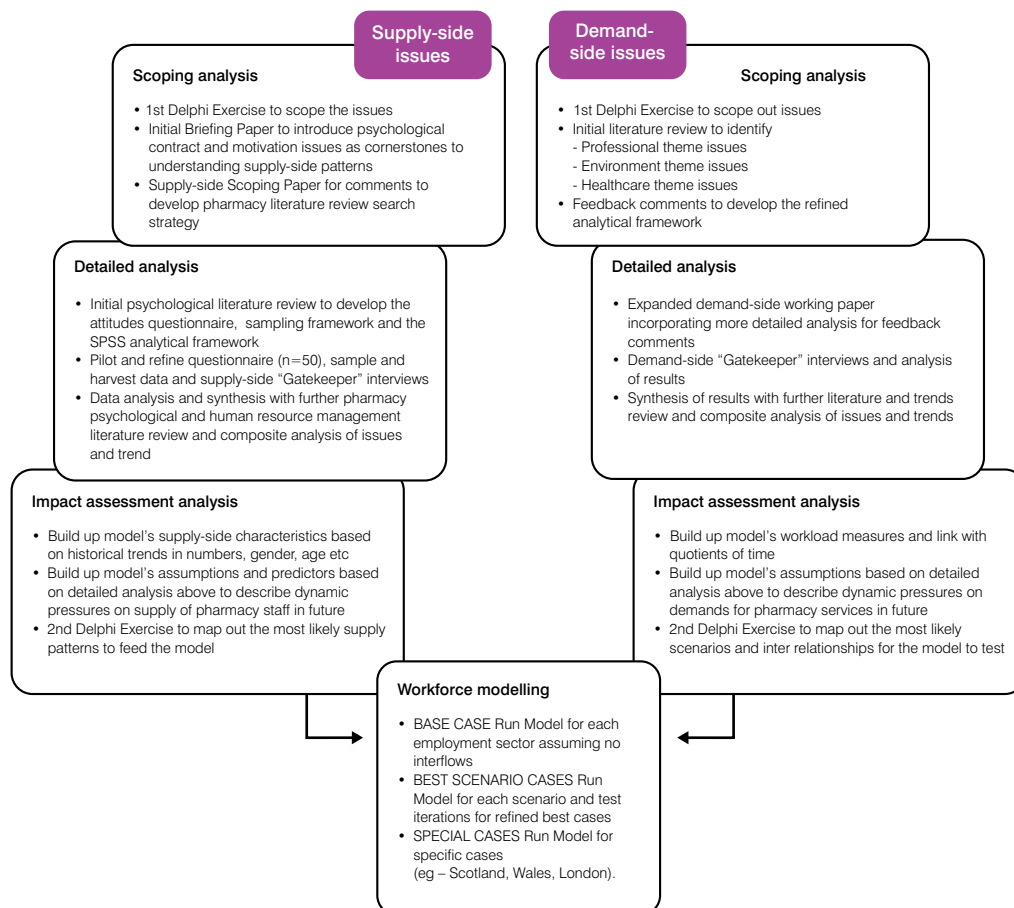 Supply-side
issues
Scoping analysis
• 1st Delphi Exercise to scope the issues
• Initial Briefing Paper to introduce psychological
contract and motivation issues as cornerstones to
understanding supply-side patterns
• Supply-side Scoping Paper for comments to
develop pharmacy literature review search
strategy
Detailed analysis
• Initial psychological literature review to develop the
attitudes questionnaire, sampling framework and the
SPSS analytical framework
• Pilot and refine questionnaire (n=50), sample and
harvest data and supply-side “Gatekeeper” interviews
• Data analysis and synthesis with further pharmacy
psychological and human resource management
literature review and composite analysis of issues
and trend
Impact assessment analysis
• Build up model’s supply-side characteristics based
on historical trends in numbers, gender, age etc
• Build up model’s assumptions and predictors based
on detailed analysis above to describe dynamic
pressures on supply of pharmacy staff in future
• 2nd Delphi Exercise to map out the most likely supply
patterns to feed the model
Demand-
side issues
Scoping analysis
• 1st Delphi Exercise to scope out issues
• Initial literature review to identify
- Professional theme issues
- Environment theme issues
- Healthcare theme issues
• Feedback comments to develop the refined
analytical framework
Detailed analysis
• Expanded demand-side working paper
incorporating more detailed analysis for feedback
comments
• Demand-side “Gatekeeper” interviews and analysis
of results
• Synthesis of results with further literature and trends
review and composite analysis of issues and trends
Impact assessment analysis
• Build up model’s workload measures and link with
quotients of time
• Build up model’s assumptions based on detailed
analysis above to describe dynamic pressures on
demands for pharmacy services in future
• 2nd Delphi Exercise to map out the most likely
scenarios and inter relationships for the model to test
Workforce modelling
• BASE CASE Run Model for each
employment sector assuming no
interflows
• BEST SCENARIO CASES Run
Model for each scenario and test
iterations for refined best cases
• SPECIAL CASES Run Model for
specific cases
(eg – Scotland, Wales, London).